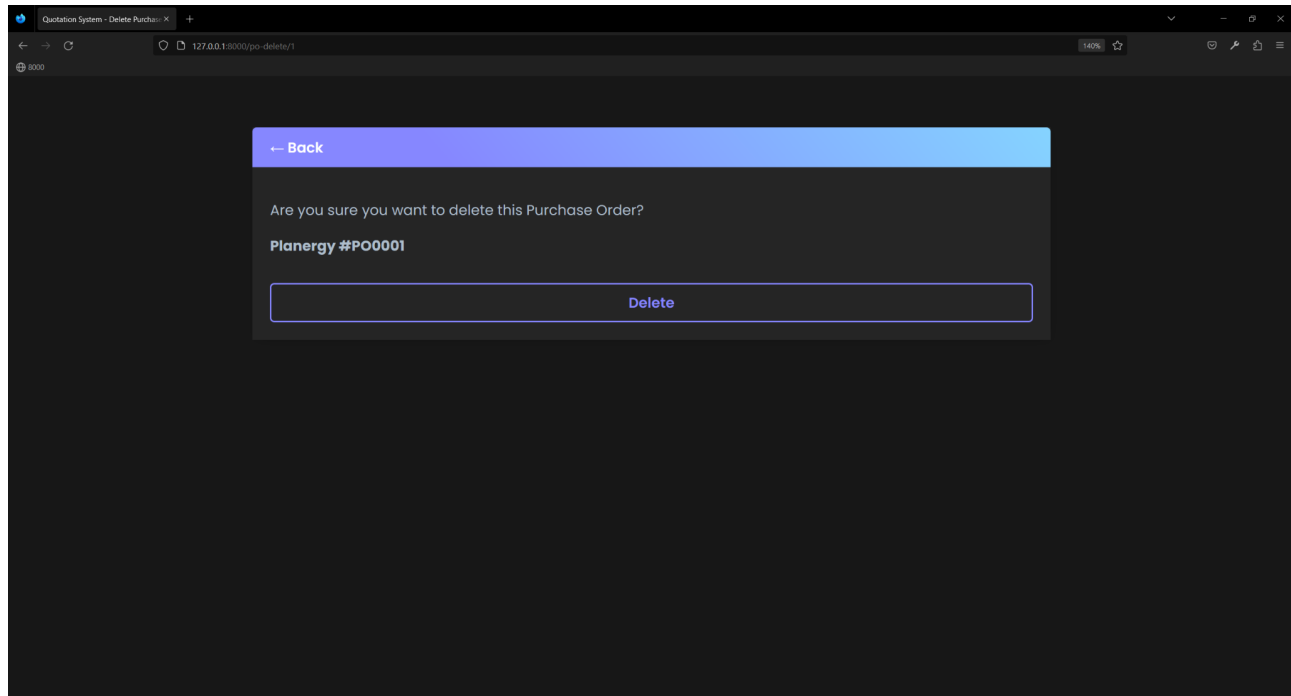 Quotation System - Delete Purchase
127.0.0.1:8000/po-delete/1
140%
8000
← Back
Are you sure you want to delete this Purchase Order?
Planergy #PO0001
Delete